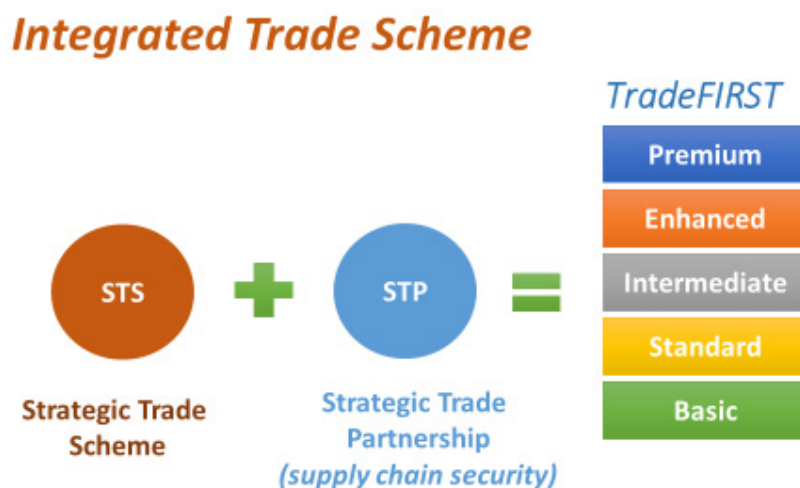 Integrated Trade Scheme
TradeFIRST
Premium
Enhanced
Intermediate
Standard
Basic
STS
STP
Strategic Trade
Scheme
Strategic Trade
Partnership
(supply chain security)